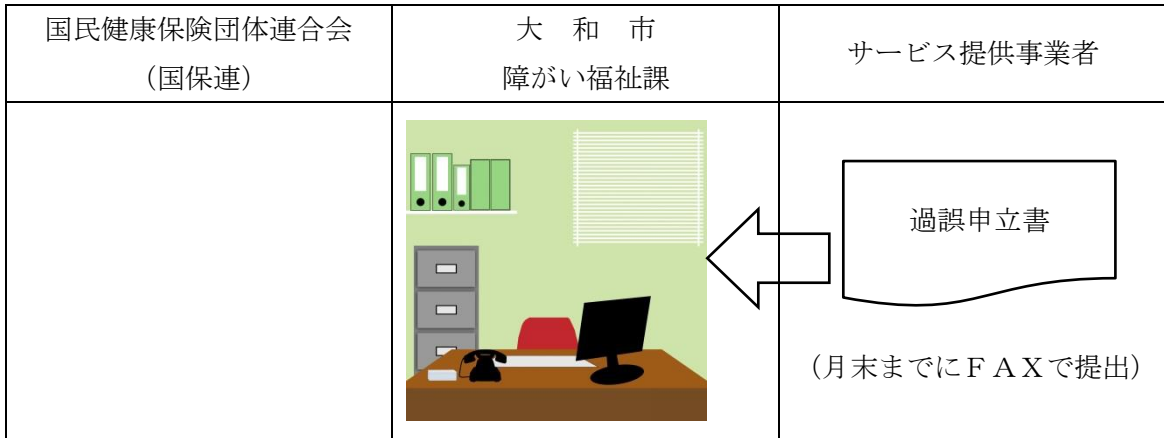 国民健康保険団体連合会
（国保連）
大　和　市
障がい福祉課
サービス提供事業者
過誤申立書
（月末までにＦＡＸで提出）